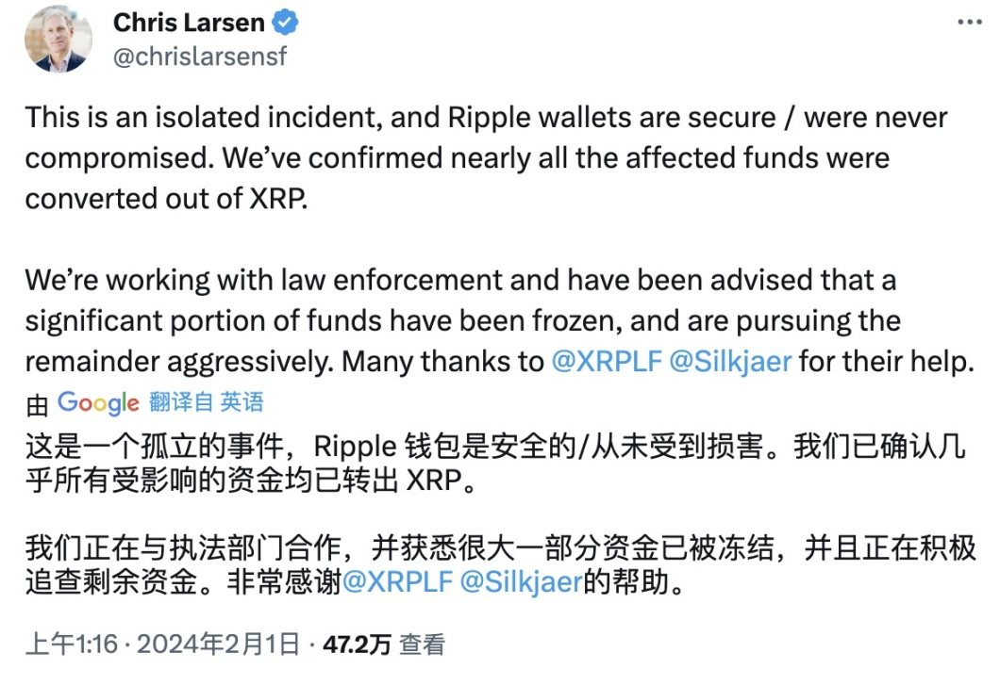 Chris Larsen
@chrislarsensf
This is an isolated incident, and Ripple wallets are secure / were never
compromised. We’ve confirmed nearly all the affected funds were
converted out of XRP.
We’re working with law enforcement and have been advised that a
significant portion of funds have been frozen, and are pursuing the
remainder aggressively. Many thanks to @XRPLF @Silkjaer for their help.
由 Google 翻译自 英语
这是一个孤立的事件，Ripple 钱包是安全的/从未受到损害。我们已确认几
乎所有受影响的资金均已转出 XRP。
我们正在与执法部门合作，并获悉很大一部分资金已被冻结，并且正在积极
追查剩余资金。非常感谢@XRPLF @Silkjaer的帮助。
上午1:16 · 2024年2月1日 · 47.2万 查看